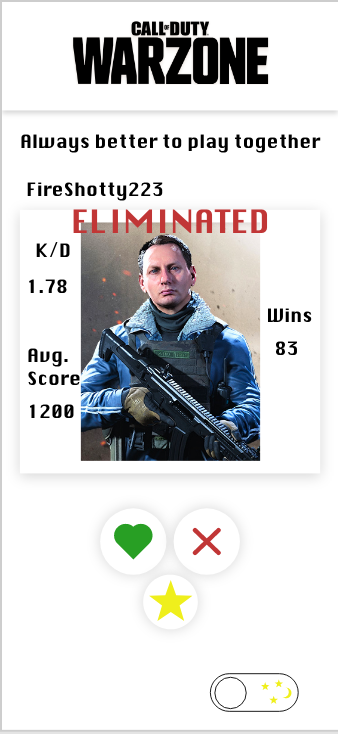 CALL OF DUTY
WARZONE
Always better to play together
FireShotty223
ELIMINATED
K/D
1.78
Wins
83
Avg.
Score
1200